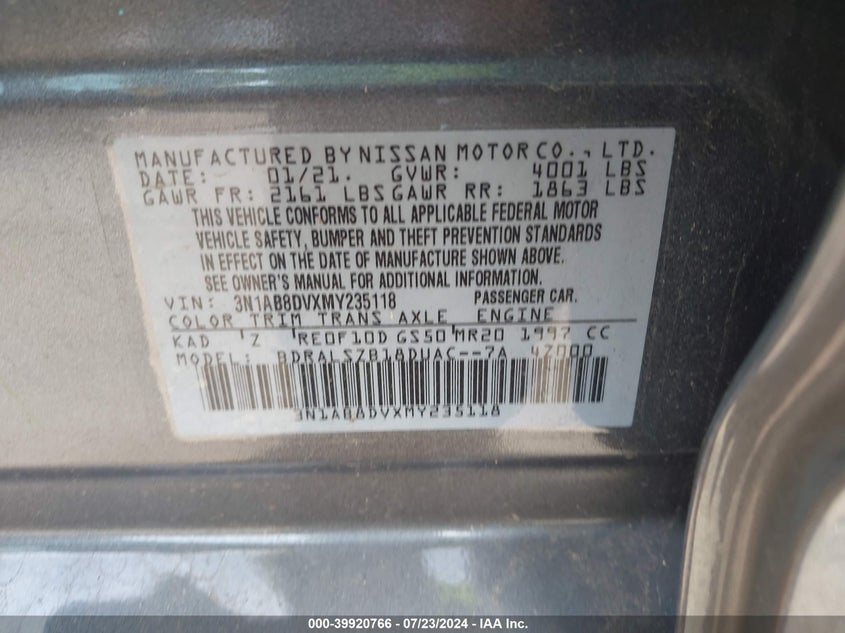 MANUFACTURED BY NISSAN MOTOR CO., LTD.
DATE: 01/21. GVWR: 4001 LBS
GAWR FR: 2161 LBS GAWR RR: 1863 LBS
THIS VEHICLE CONFORMS TO ALL APPLICABLE FEDERAL MOTOR
VEHICLE SAFETY, BUMPER AND THEFT PREVENTION STANDARDS
IN EFFECT ON THE DATE OF MANUFACTURE SHOWN ABOVE.
SEE OWNER'S MANUAL FOR ADDITIONAL INFORMATION.
VIN: 3N1AB8DVXMY235118 PASSENGER CAR.
COLOR TRIM TRANS AXLE ENGINE
KAD Z RE0F10D GS50 MR20 1997 CC
MODEL: BDRALSZB18DUAC--7A 4Z000
3N1AB8DVXMY235118
000-39920766 / 07/23/2024 - IAA Inc.